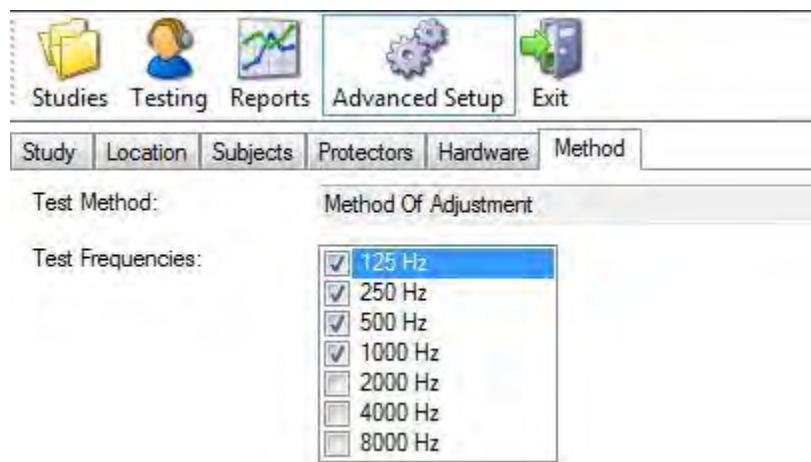 Studies Testing Reports Advanced Setup Exit
Study Location Subjects Protectors Hardware Method
Test Method: Method Of Adjustment
Test Frequencies:
125 Hz
250 Hz
500 Hz
1000 Hz
2000 Hz
4000 Hz
8000 Hz